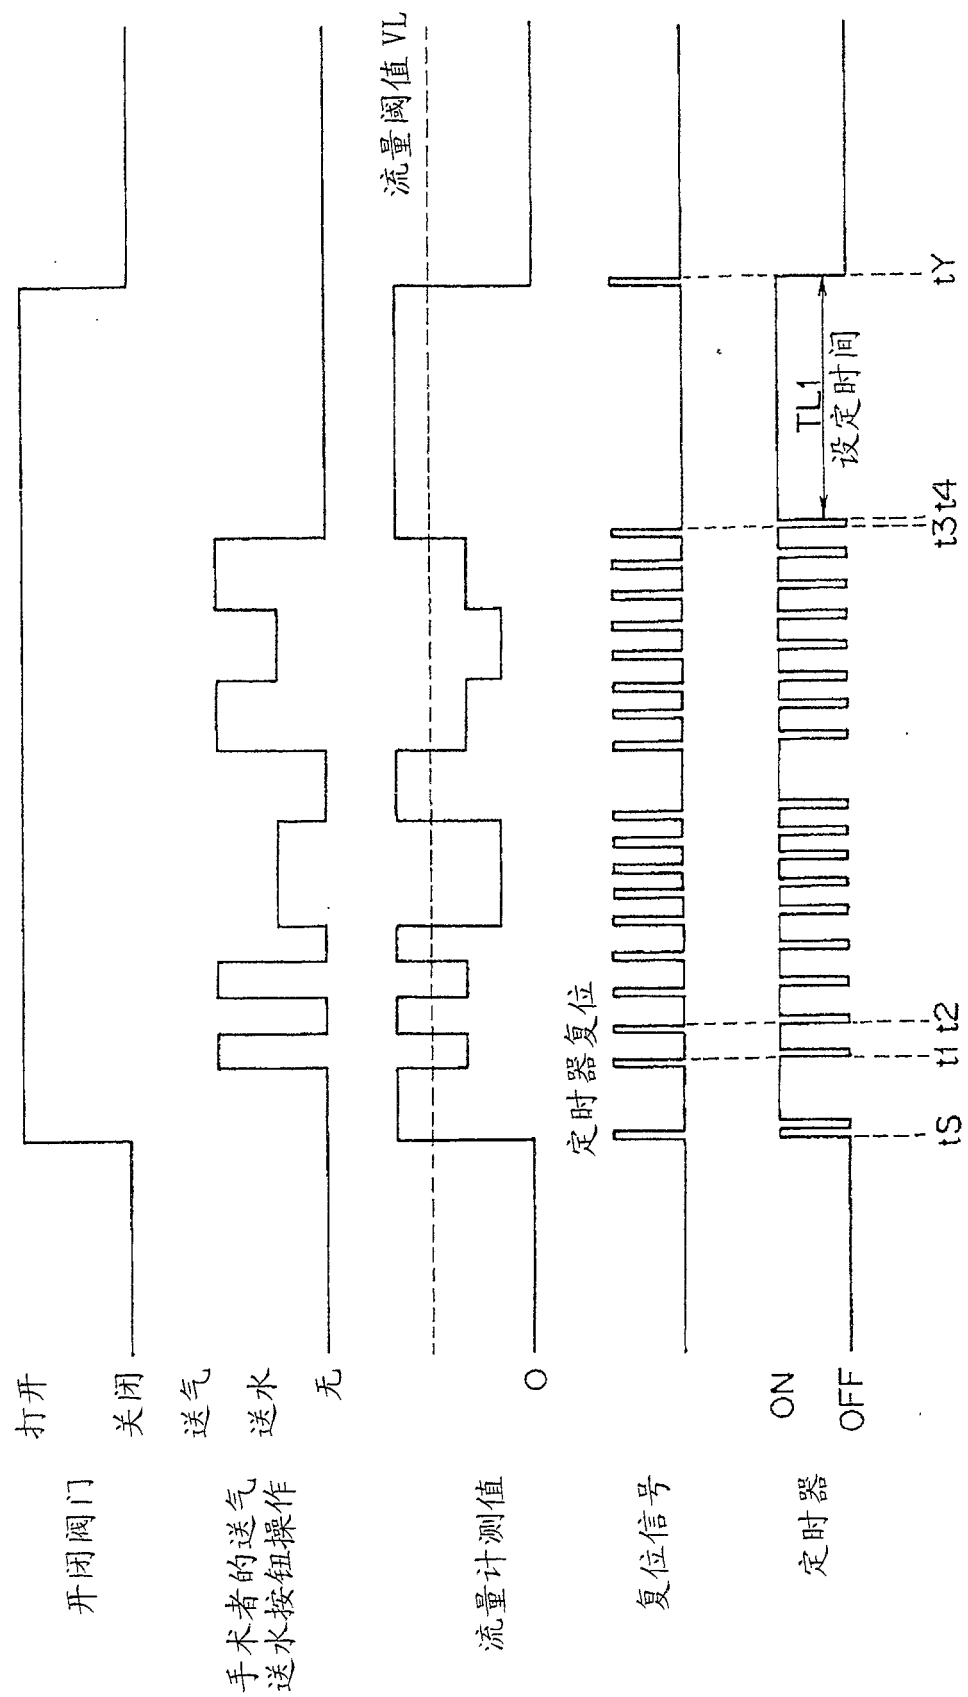 开闭阀门
打开
关闭
手术者的送气
送水按钮操作
送气
送水
无
流量计测值
流量阈值 VL
0
复位信号
定时器复位
定时器
ON
OFF
TL1
设定时间
tS
t1
t2
t3
t4
tY